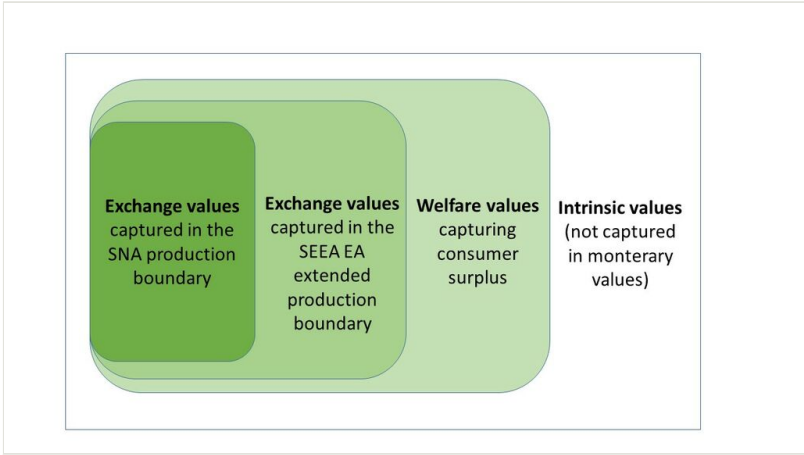 Exchange values
captured in the
SNA production
boundary
Exchange values
captured in the
SEEA EA
extended
production
boundary
Welfare values
capturing
consumer
surplus
Intrinsic values
(not captured
in monterary
values)